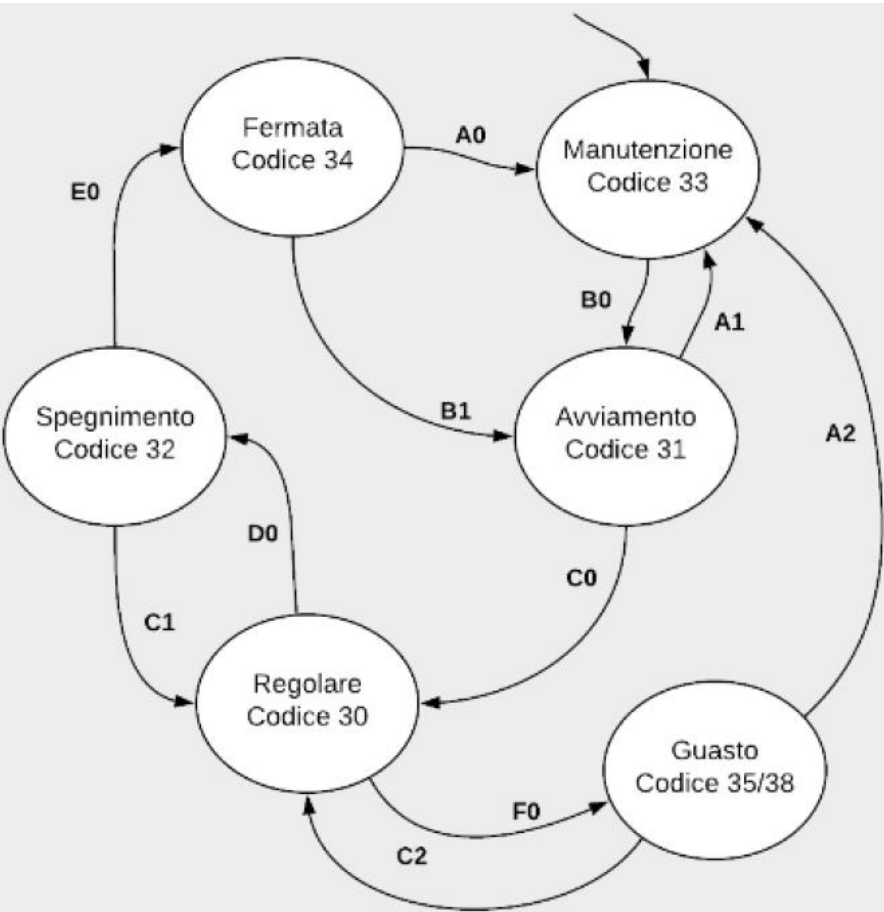 Fermata
Codice 34
A0
Manutenzione
Codice 33
E0
B0
A1
B1
Spegnimento
Codice 32
Avviamento
Codice 31
A2
D0
C0
C1
Regolare
Codice 30
Guasto
Codice 35/38
F0
C2